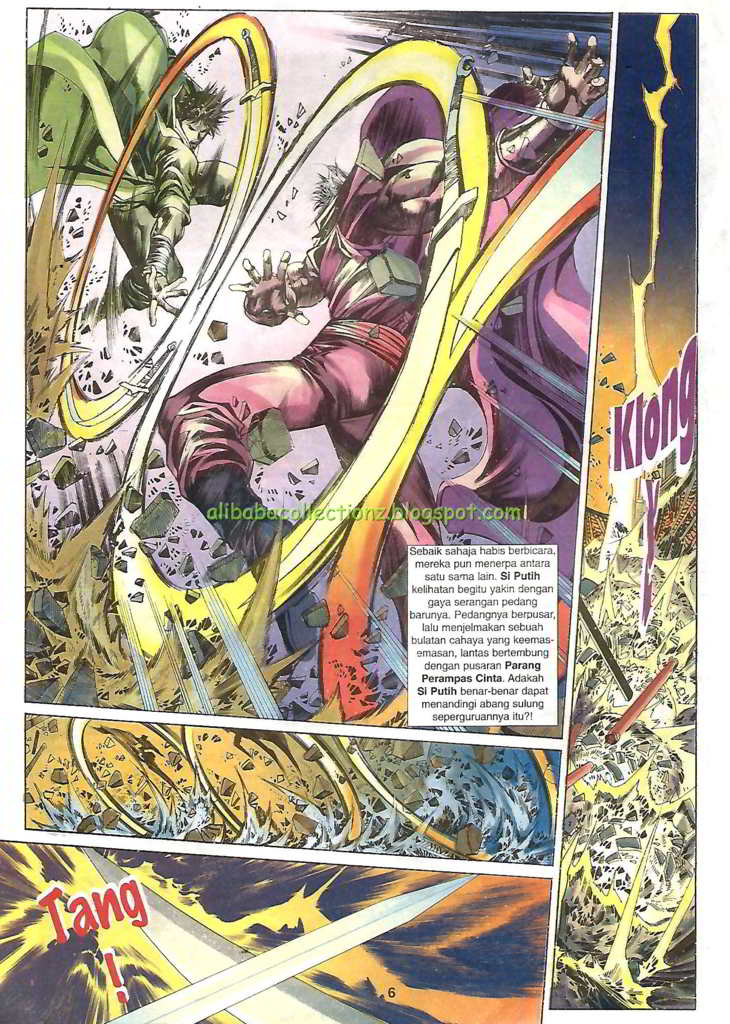 Klong
alibabacollectionz.blogspot.com
Sebaik sahaja habis berbicara,
mereka pun menerpa antara
satu sama lain. Si Putih
kelihatan begitu yakin dengan
gaya serangan pedang
barunya. Pedangnya berpusar,
lalu menjelmakan sebuah
bulatan cahaya yang keemas-
emasan, lantas bertembung
dengan pusaran Parang
Perampas Cinta. Adakah
Si Putih benar-benar dapat
menandingi abang sulung
seperguruannya itu?!
Tang
!
6